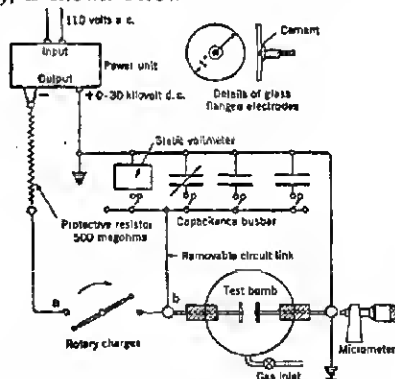 110 volts a.c.
Input
Output
Power unit
-
+ 0-30 kilovolt d.c.
Cement
Details of glass
flanged electrodes
Static voltmeter
Protective resistor
500 megohms
Capacitance busbar
Removable circuit link
a
b
Test bomb
Rotary charger
Gas inlet
Micrometer